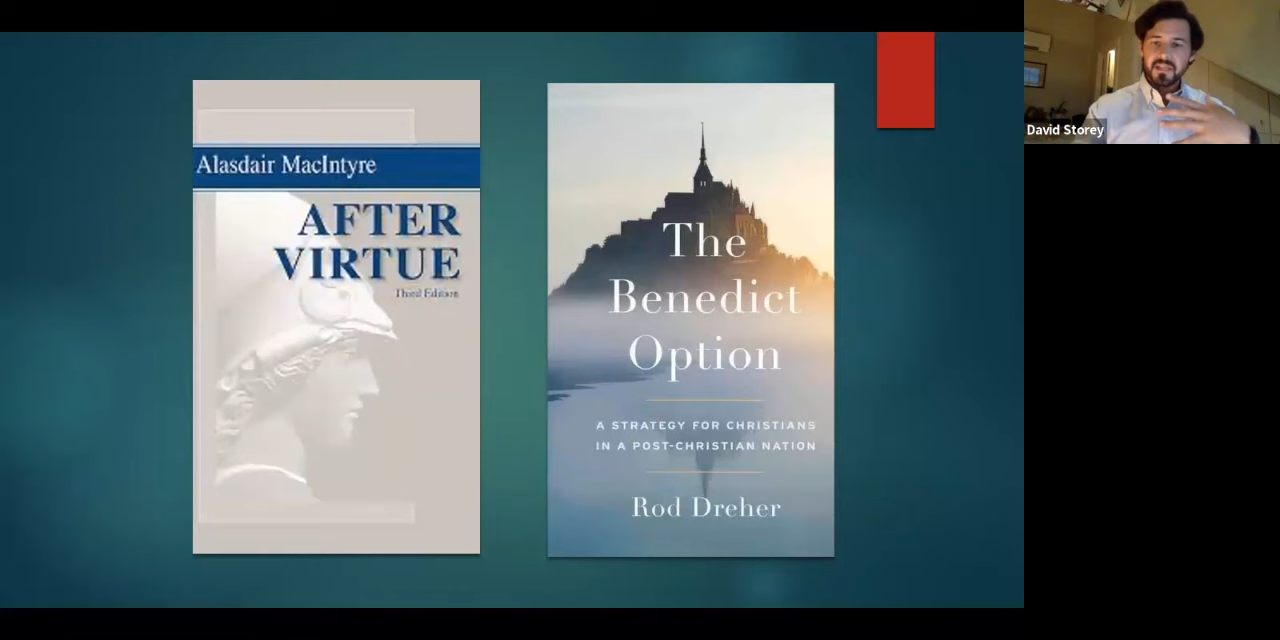 Alasdair MacIntyre
AFTER
VIRTUE
Third Edition
The
Benedict
Option
A STRATEGY FOR CHRISTIANS
IN A POST-CHRISTIAN NATION
Rod Dreher
David Storey